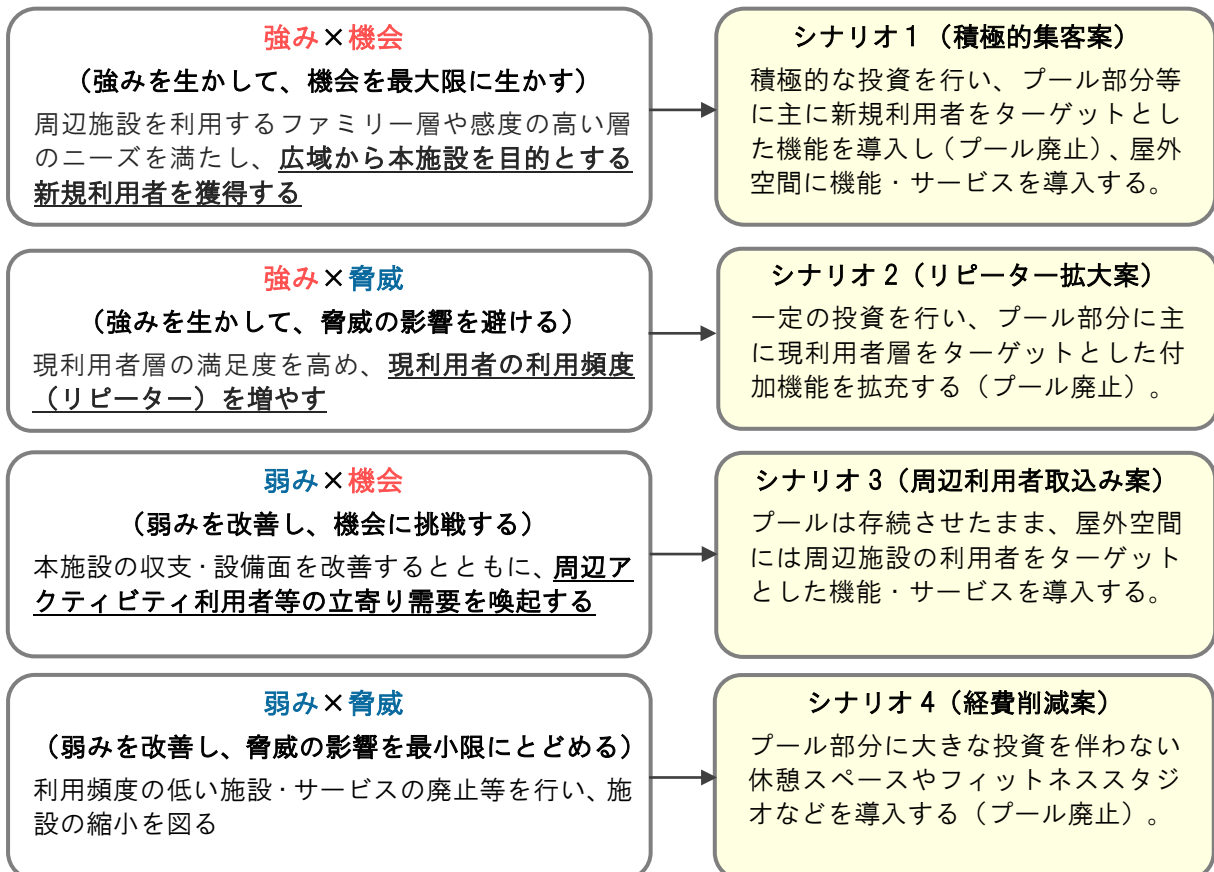 強み×機会
（強みを生かして、機会を最大限に生かす）
周辺施設を利用するファミリー層や感度の高い層
のニーズを満たし、広域から本施設を目的とする
新規利用者を獲得する
シナリオ１（積極的集客案）
積極的な投資を行い、プール部分等
に主に新規利用者をターゲットとし
た機能を導入し（プール廃止）、屋外
空間に機能・サービスを導入する。
強み×脅威
（強みを生かして、脅威の影響を避ける）
現利用者層の満足度を高め、現利用者の利用頻度
（リピーター）を増やす
シナリオ２（リピーター拡大案）
一定の投資を行い、プール部分に主
に現利用者層をターゲットとした付
加機能を拡充する（プール廃止）。
弱み×機会
（弱みを改善し、機会に挑戦する）
本施設の収支・設備面を改善するとともに、周辺ア
クティビティ利用者等の立寄り需要を喚起する
シナリオ３（周辺利用者取込み案）
プールは存続させたまま、屋外空間
には周辺施設の利用者をターゲット
とした機能・サービスを導入する。
弱み×脅威
（弱みを改善し、脅威の影響を最小限にとどめる）
利用頻度の低い施設・サービスの廃止等を行い、施
設の縮小を図る
シナリオ４（経費削減案）
プール部分に大きな投資を伴わない
休憩スペースやフィットネススタジ
オなどを導入する（プール廃止）。